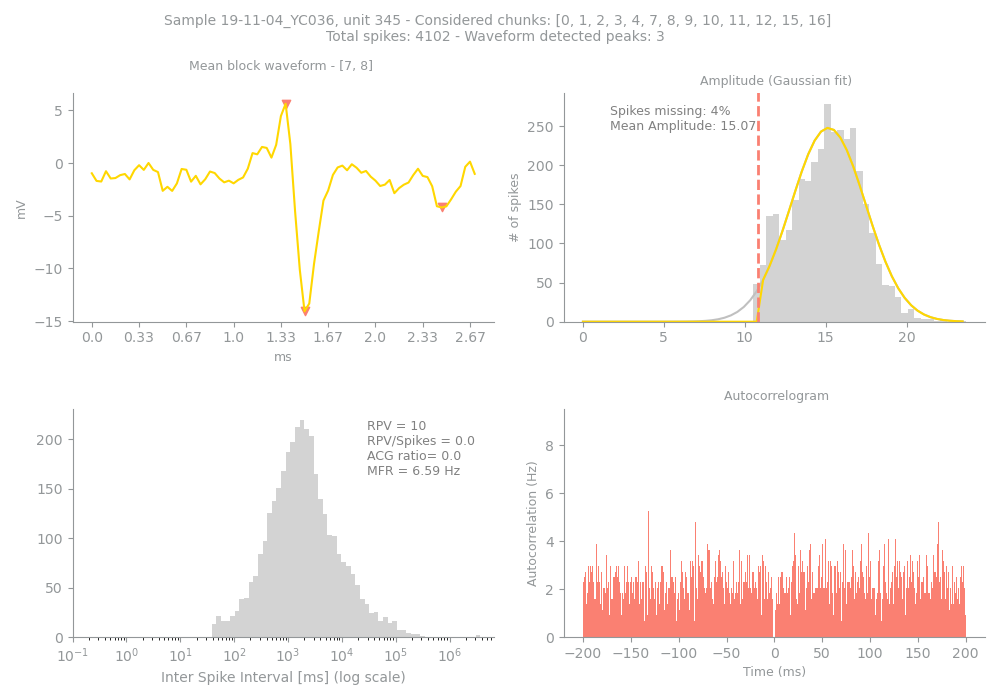 Sample 19-11-04_YC036, unit 345 - Considered chunks: [0, 1, 2, 3, 4, 7, 8, 9, 10, 11, 12, 15, 16]
Total spikes: 4102 - Waveform detected peaks: 3
Mean block waveform - [7, 8]
5
0
−5
−10
−15
mV
0.0 0.33 0.67 1.0 1.33 1.67 2.0 2.33 2.67
ms
Amplitude (Gaussian fit)
Spikes missing: 4%
Mean Amplitude: 15.07
250
200
150
100
50
0
# of spikes
0 5 10 15 20
RPV = 10
RPV/Spikes = 0.0
ACG ratio= 0.0
MFR = 6.59 Hz
200
150
100
50
0
10⁻¹ 10⁰ 10¹ 10² 10³ 10⁴ 10⁵ 10⁶
Inter Spike Interval [ms] (log scale)
Autocorrelogram
8
6
4
2
0
Autocorrelation (Hz)
−200 −150 −100 −50 0 50 100 150 200
Time (ms)